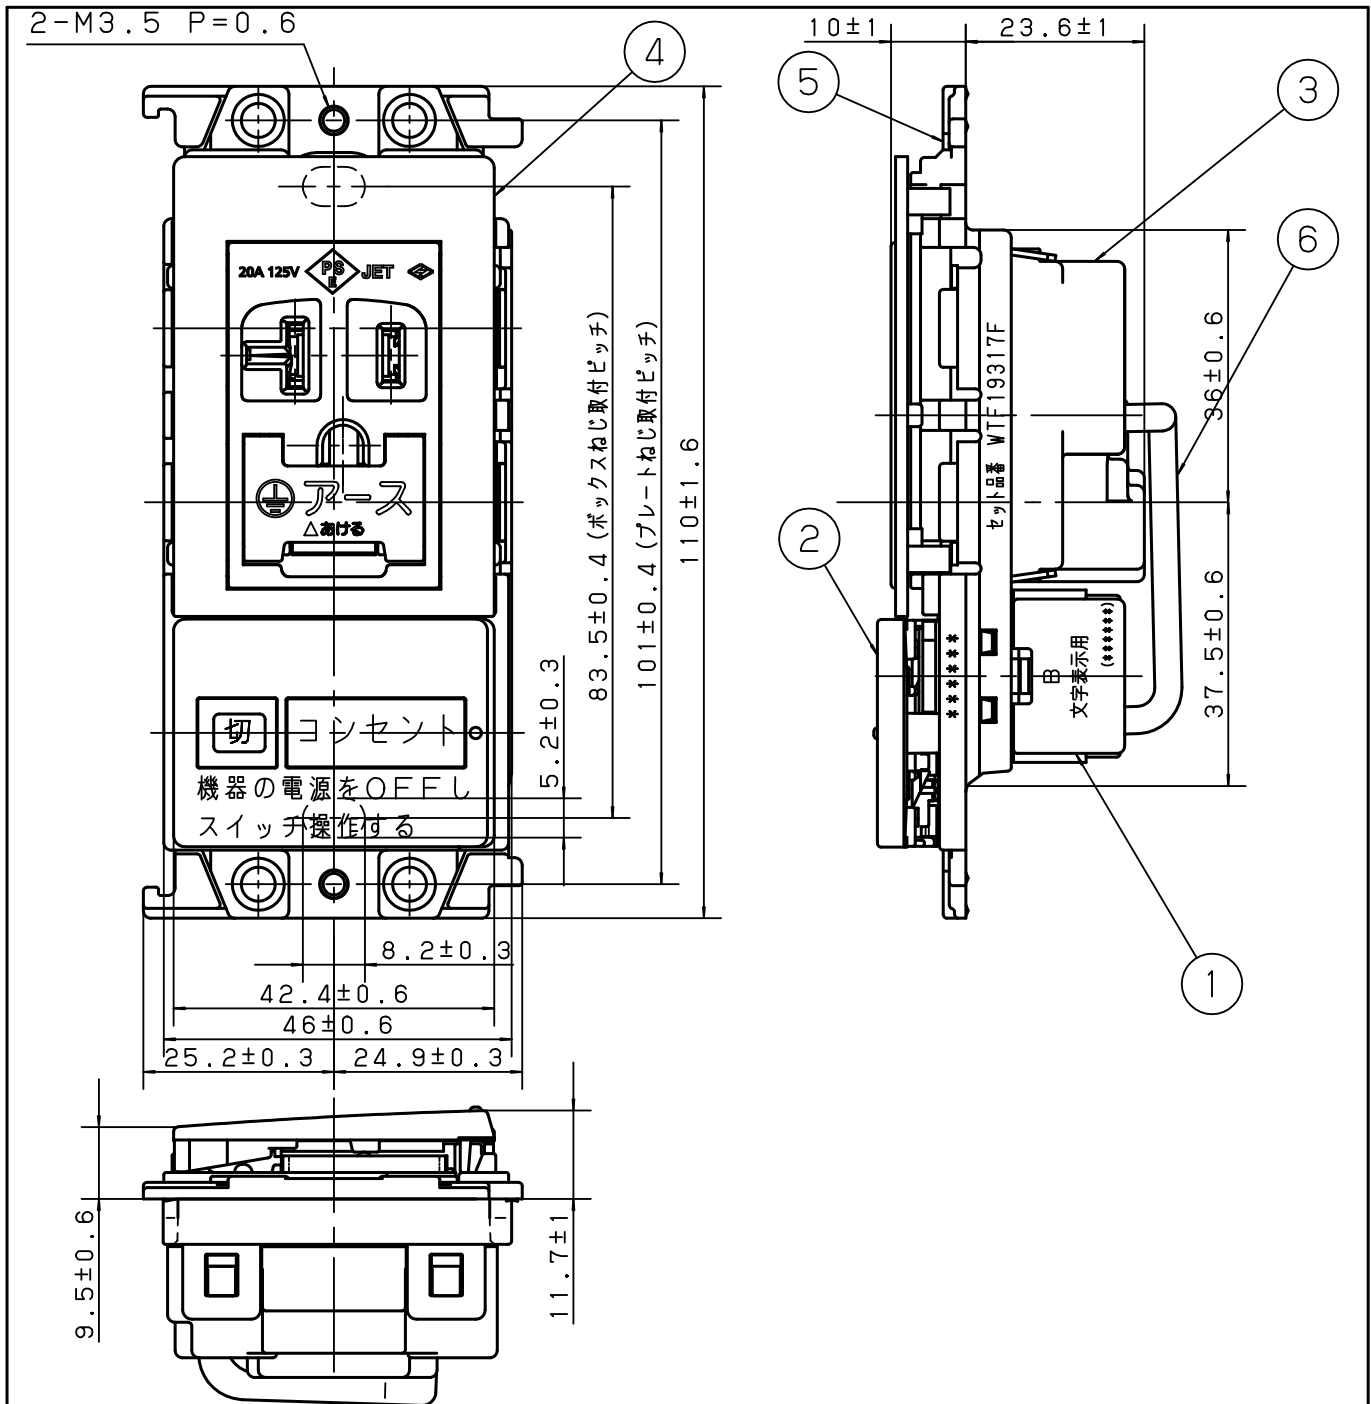 2-M3.5 P=0.6
④
10±1
23.6±1
⑤
③
⑥
20A 125V
PS
E
JET
アース
△あける
切
コンセント
機器の電源をOFFし
スイッチ操作する
83.5±0.4(ボックスねじ取付ピッチ)
101±0.4(プレートねじ取付ピッチ)
110±1.6
5.2±0.3
8.2±0.3
42.4±0.6
46±0.6
25.2±0.3
24.9±0.3
セット品番 WTF19317F
36±0.6
37.5±0.6
②
******
B
文字表示用
(******)
①
9.5±0.6
11.7±1